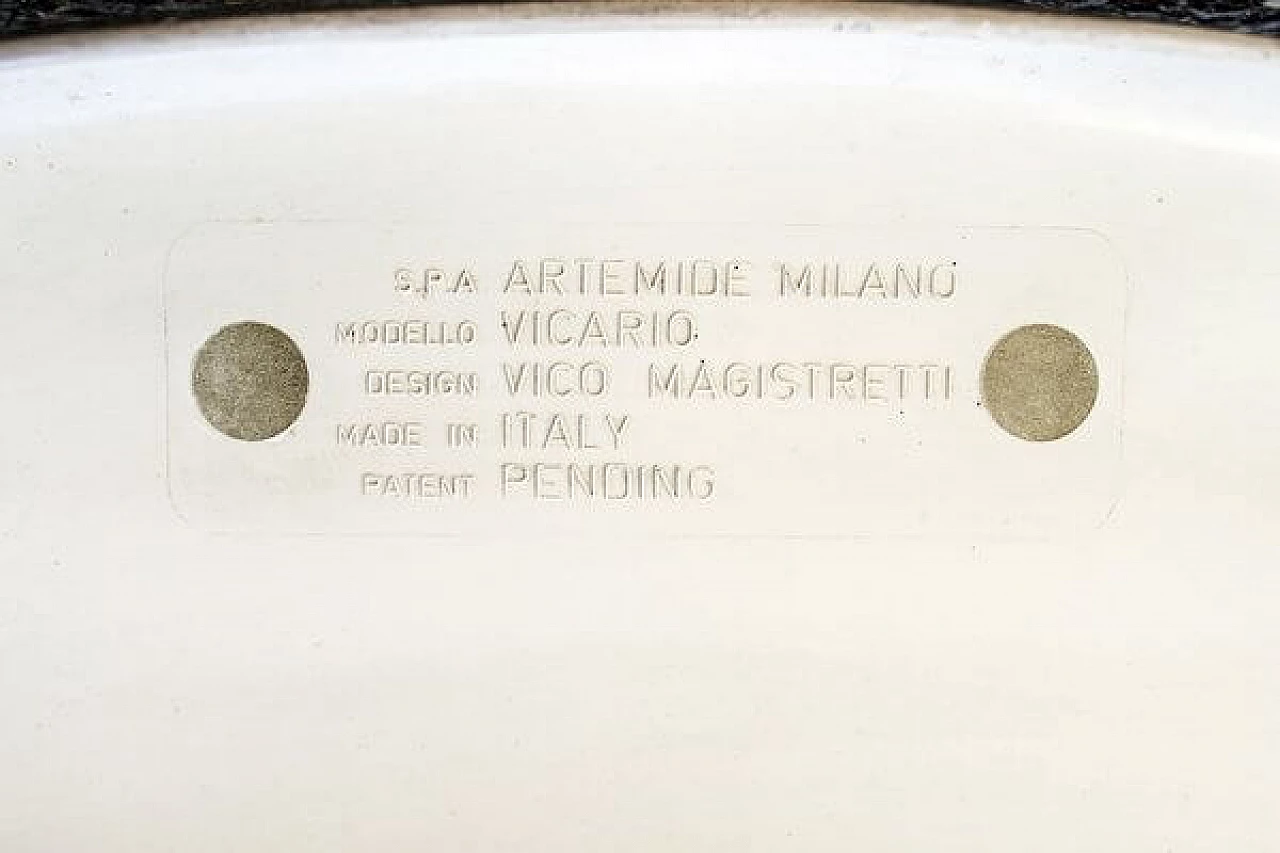 S.P.A ARTEMIDE MILANO
MODELLO VICARIO
DESIGN VICO MAGISTRETTI
MADE IN ITALY
PATENT PENDING